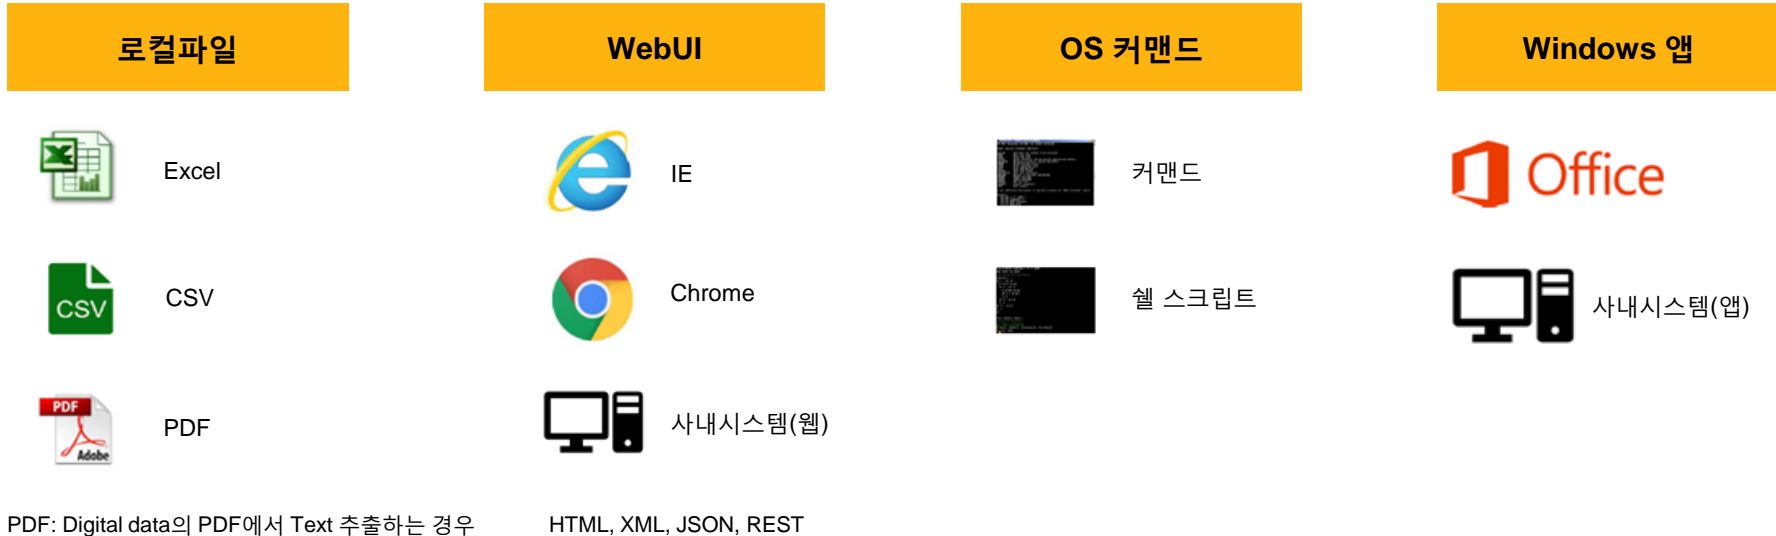 로컬파일
WebUI
OS 커맨드
Windows 앱
Excel
IE
커맨드
Office
CSV
CSV
Chrome
쉘 스크립트
사내시스템(앱)
PDF
Adobe
PDF
사내시스템(웹)
PDF: Digital data의 PDF에서 Text 추출하는 경우
HTML, XML, JSON, REST